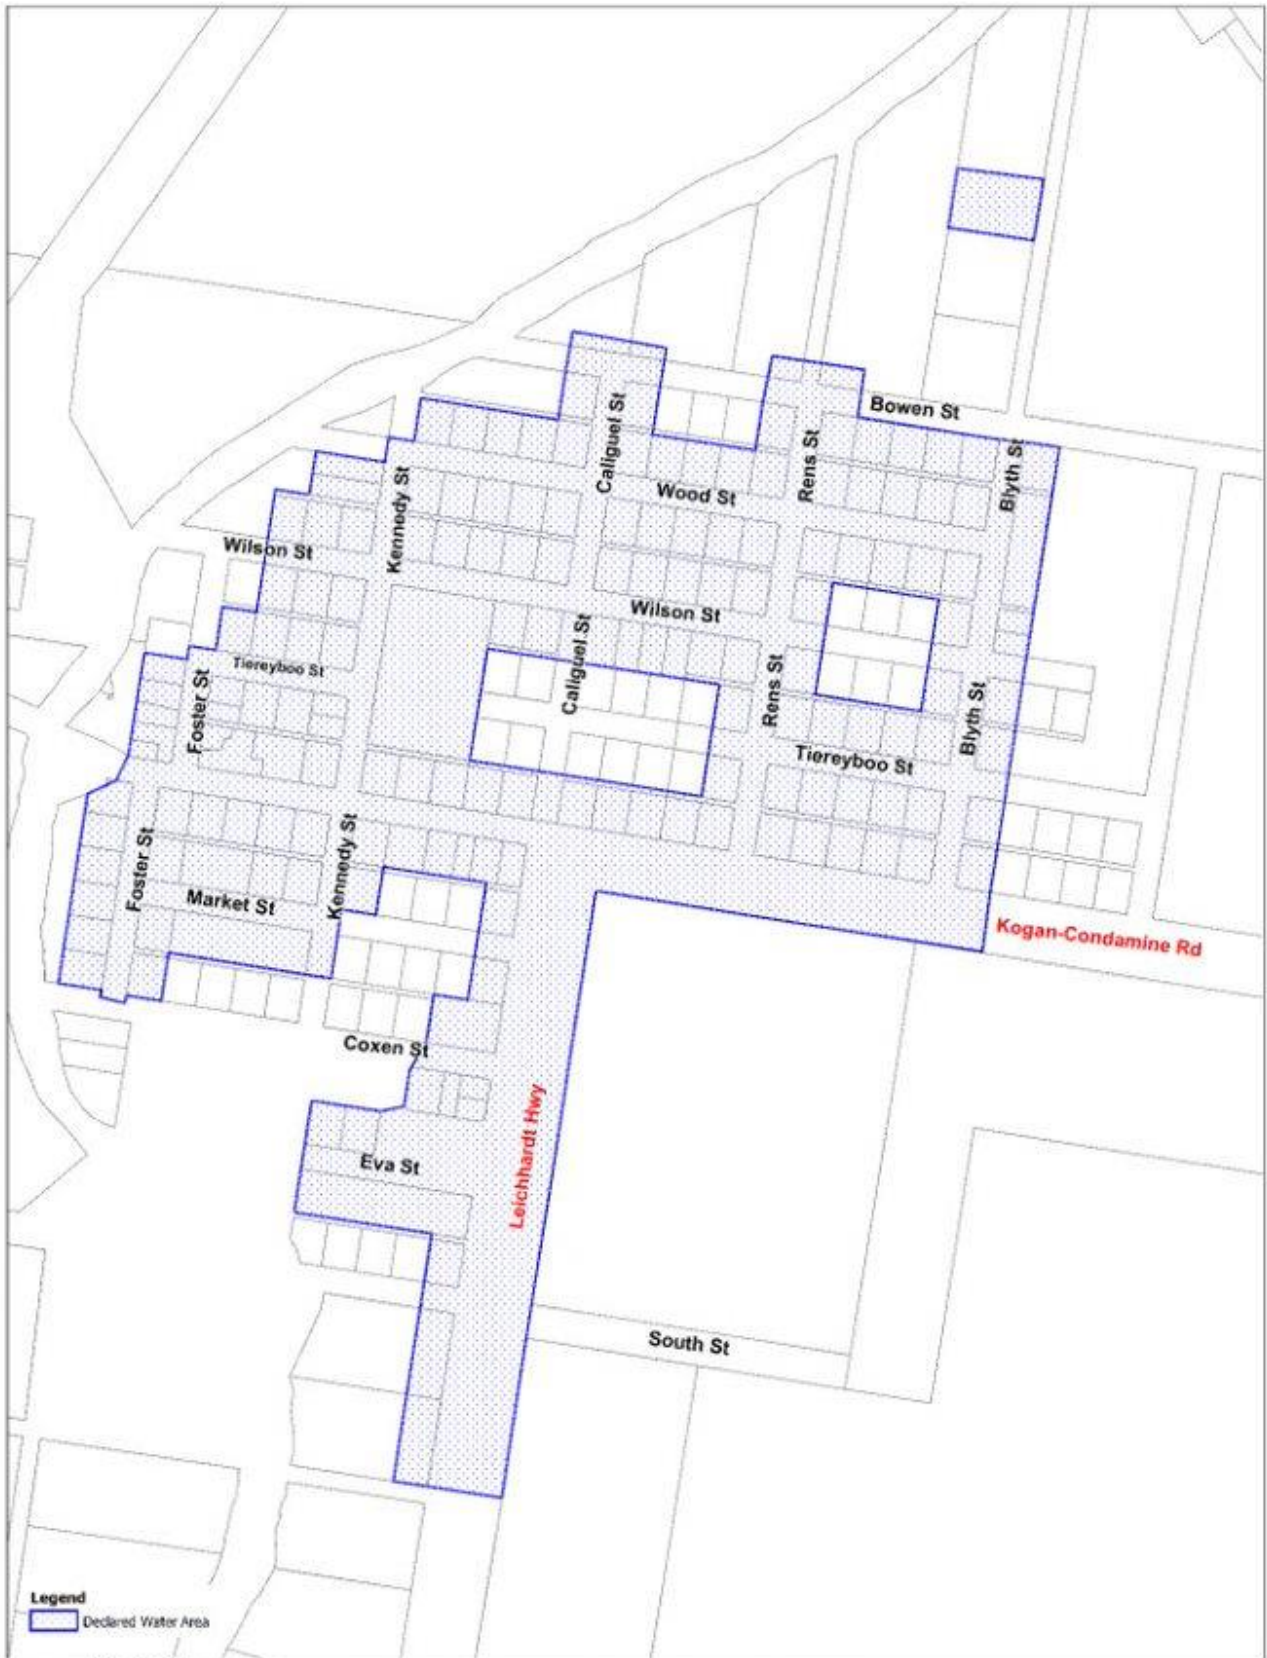 Bowen St
Caliguel St
Rens St
Blyth St
Wood St
Kennedy St
Wilson St
Wilson St
Caliguel St
Tiereyboo St
Rens St
Foster St
Blyth St
Tiereyboo St
Foster St
Kennedy St
Market St
Kogan-Condamine Rd
Coxen St
Leichhardt Hwy
Eva St
South St
Legend
Declared Water Area